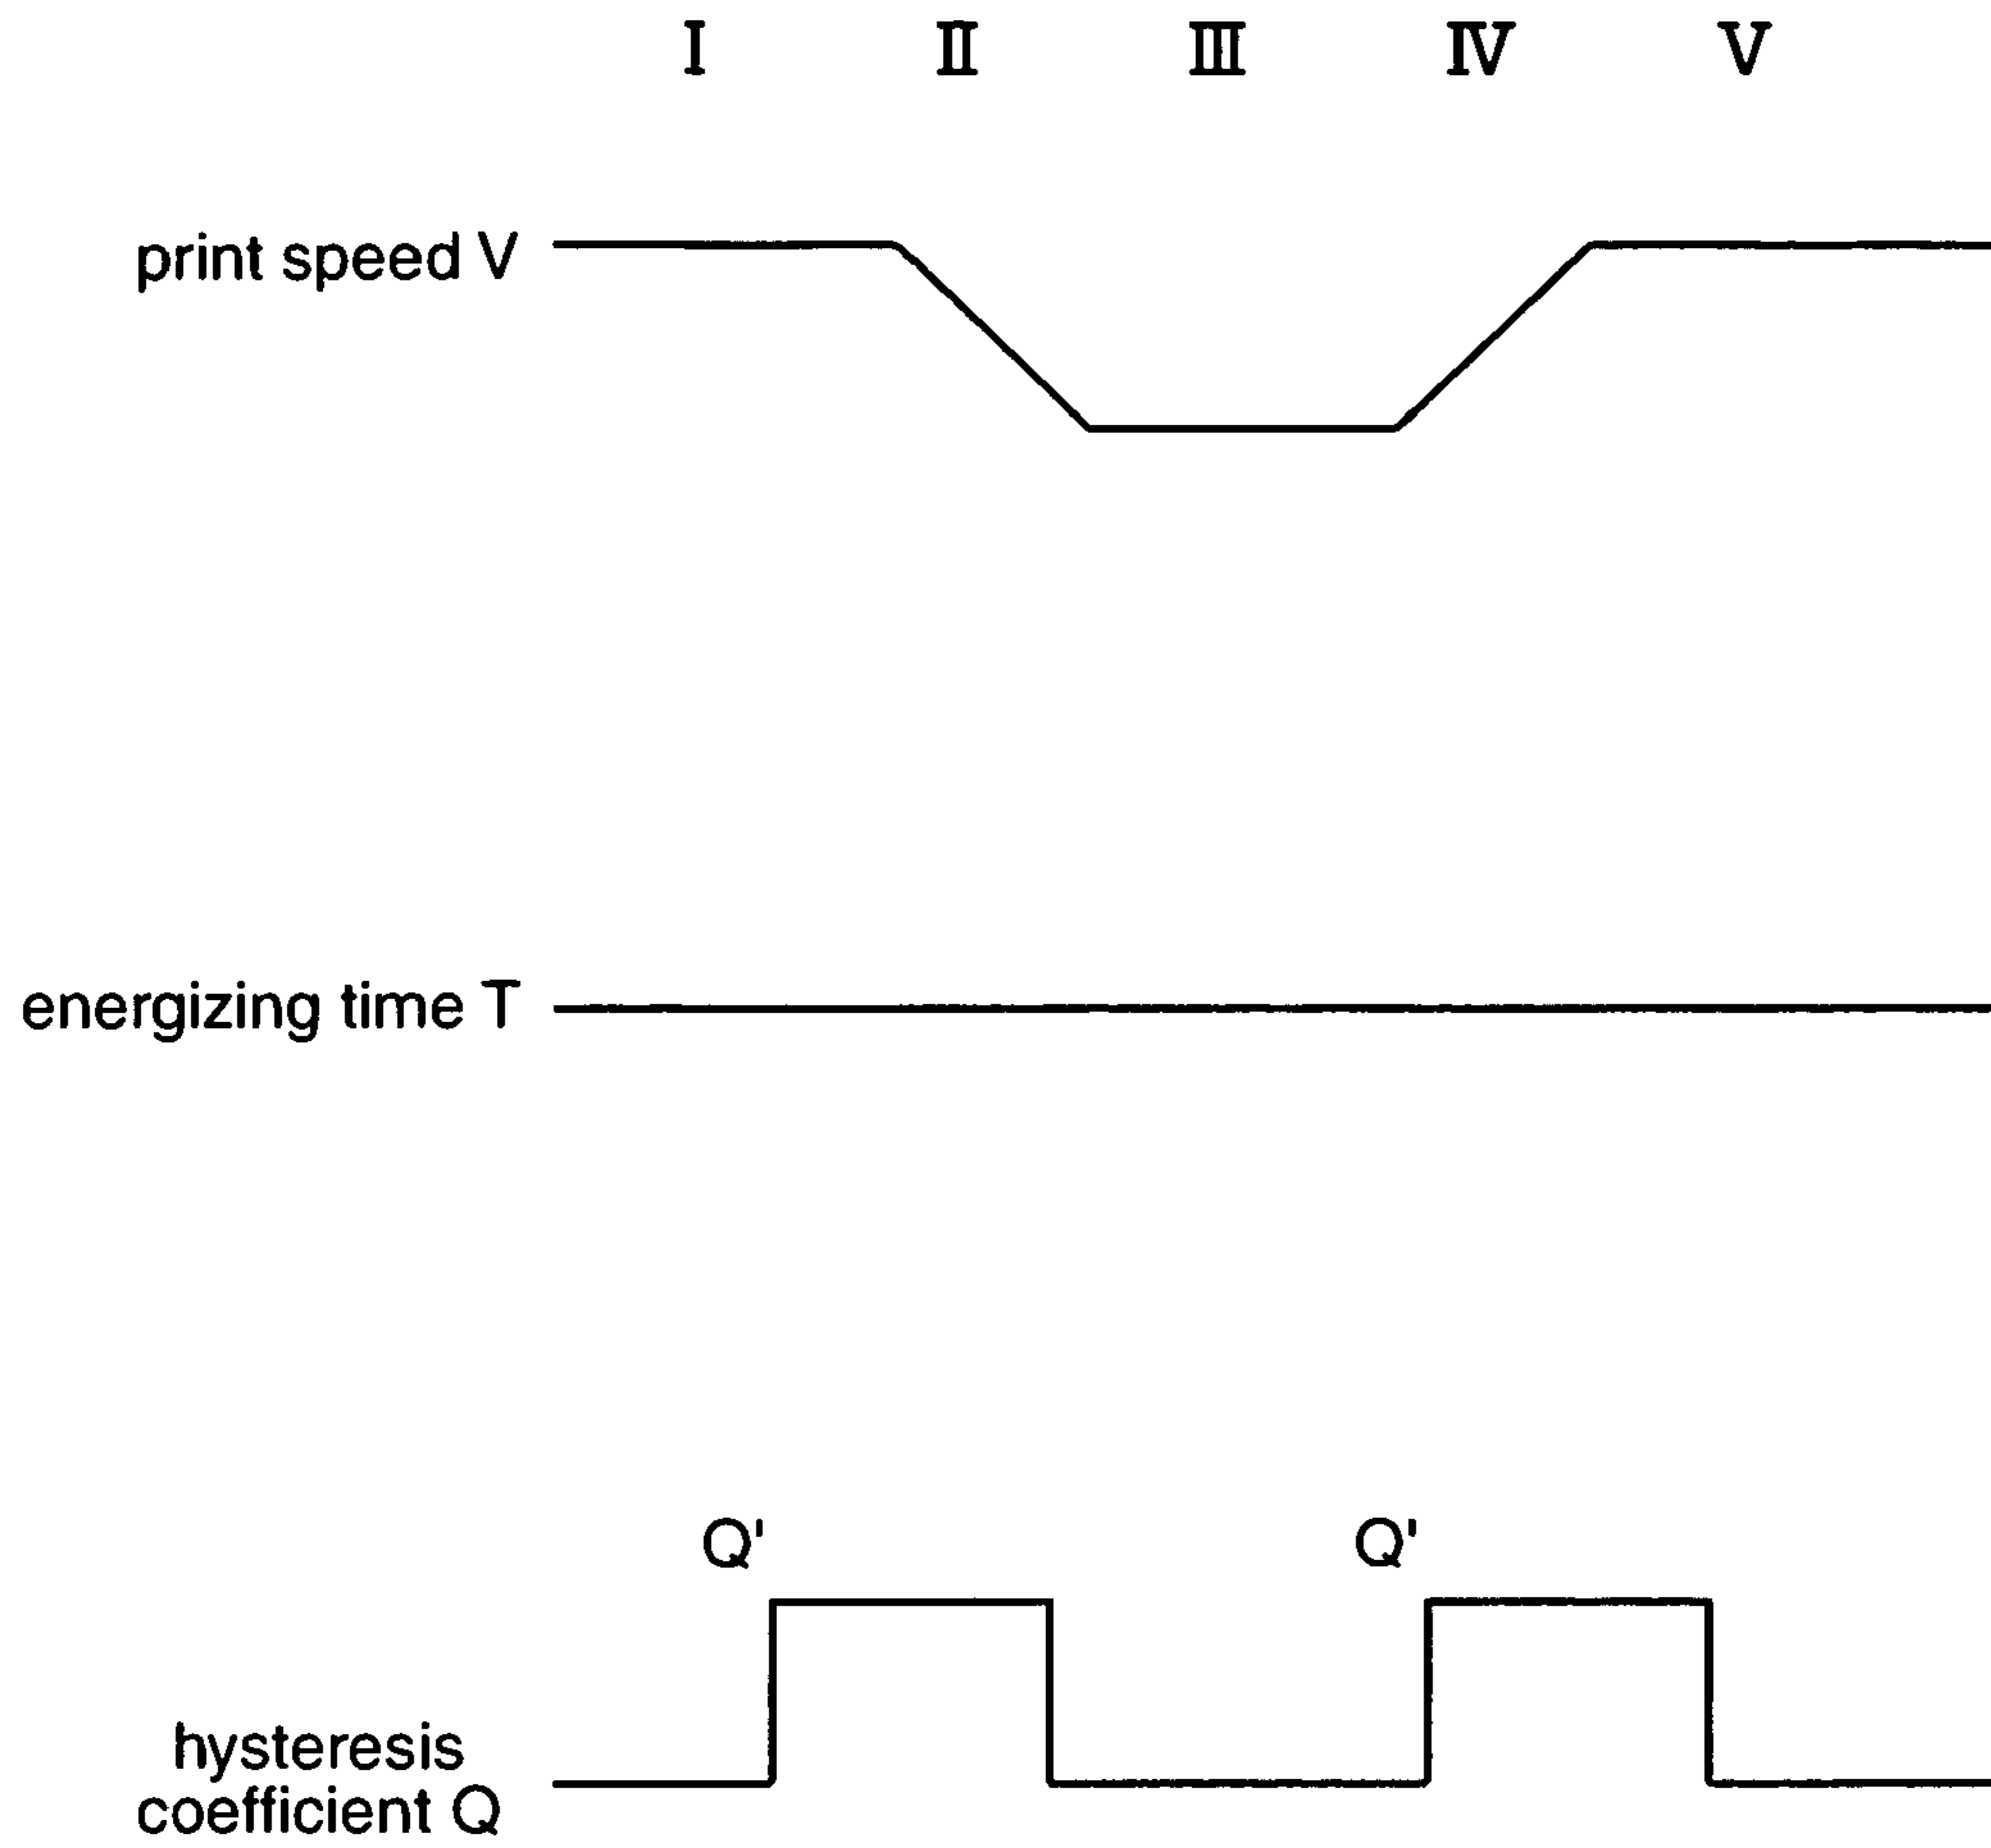 I II III IV V
print speed V
energizing time T
Q' Q'
hysteresis
coefficient Q